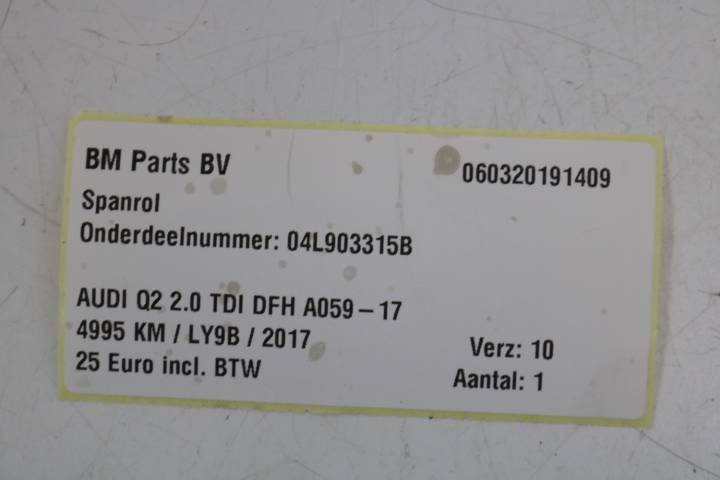 BM Parts BV 060320191409
Spanrol
Onderdeelnummer: 04L903315B
AUDI Q2 2.0 TDI DFH A059-17
4995 KM / LY9B / 2017 Verz: 10
25 Euro incl. BTW Aantal: 1